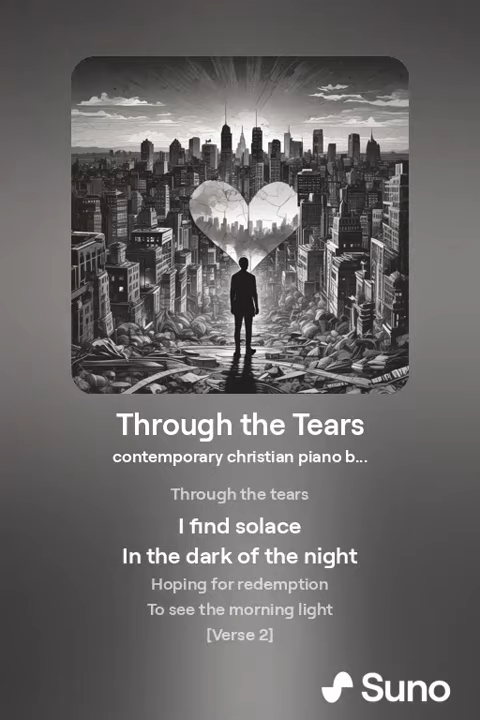 Through the Tears
contemporary christian piano b...
Through the tears
I find solace
In the dark of the night
Hoping for redemption
To see the morning light
[Verse 2]
Suno